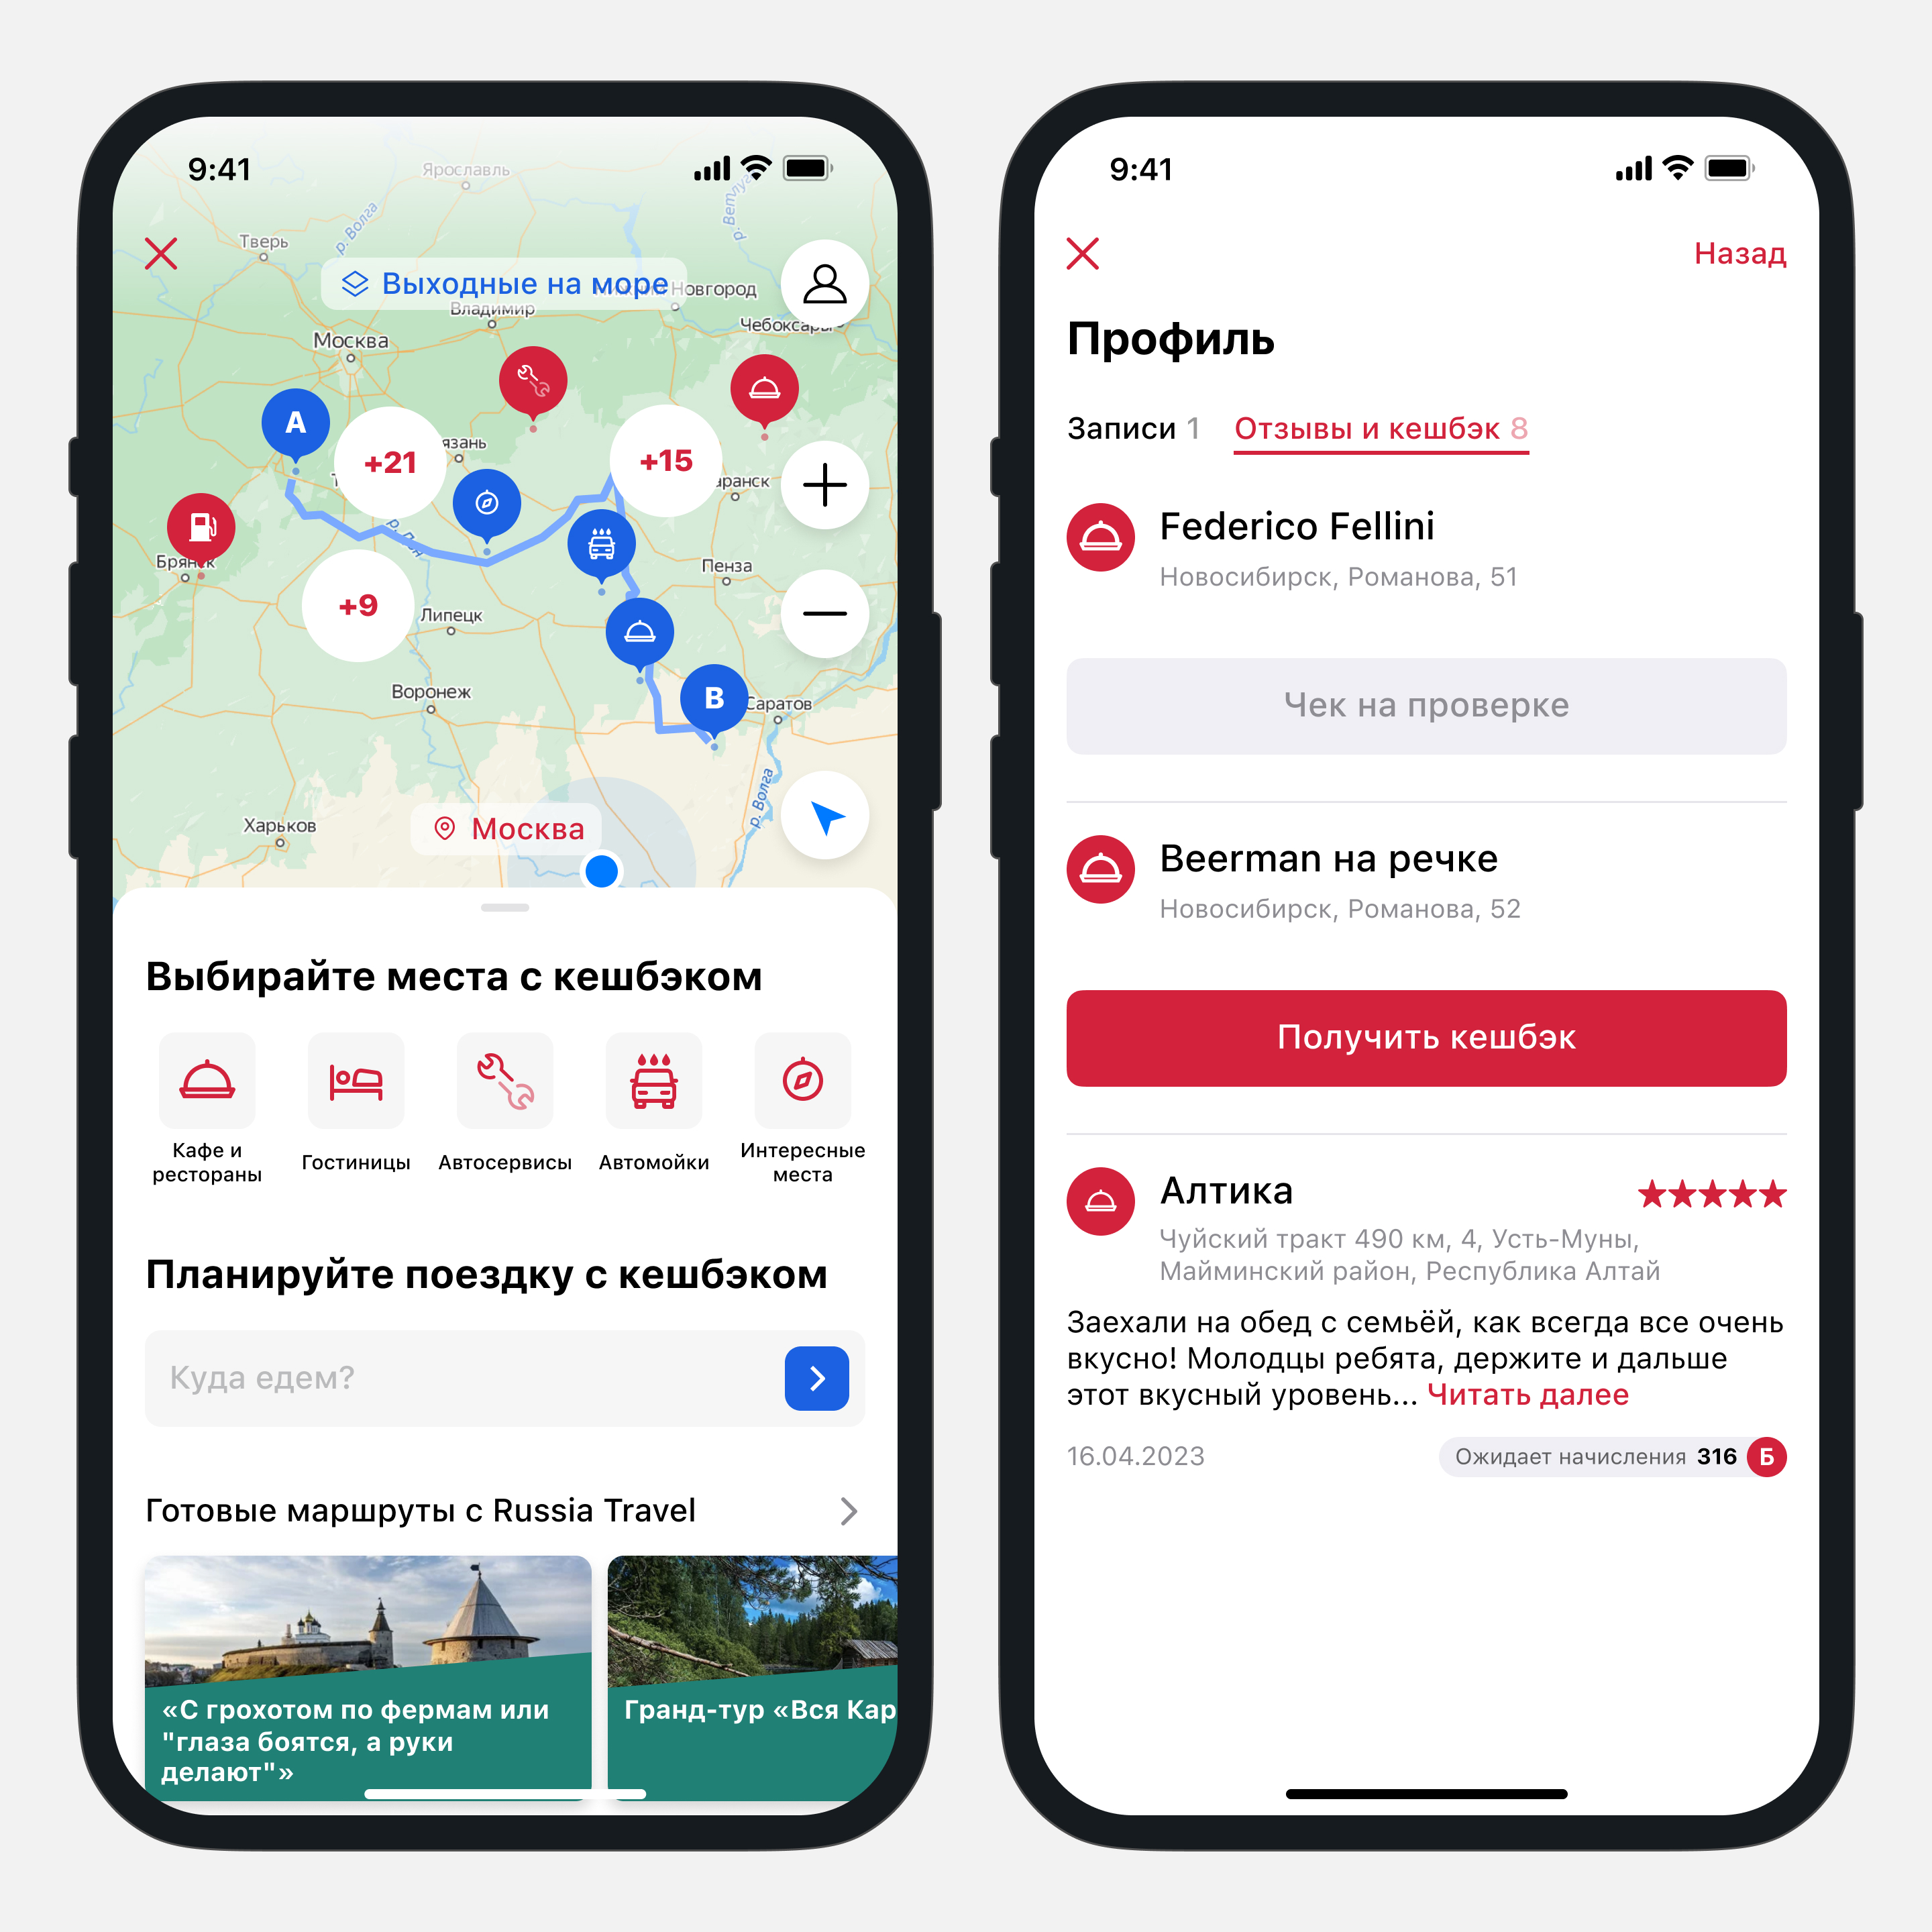 9:41
Ярославль
р. Волга
р. Ветлуга
Тверь
Выходные на море
Новгород
Владимир
Чебоксары
Москва
A
+21
язань
+15
аранск
р. Дон
Брянск
Пенза
+9
Липецк
Воронеж
B
Саратов
р. Волга
Харьков
Москва
Выбирайте места с кешбэком
Кафе и
рестораны
Гостиницы
Автосервисы
Автомойки
Интересные
места
Планируйте поездку с кешбэком
Куда едем?
Готовые маршруты с Russia Travel
«С грохотом по фермам или
"глаза боятся, а руки
делают"»
Гранд-тур «Вся Кар
9:41
Назад
Профиль
Записи 1
Отзывы и кешбэк 8
Federico Fellini
Новосибирск, Романова, 51
Чек на проверке
Beerman на речке
Новосибирск, Романова, 52
Получить кешбэк
Алтика
Чуйский тракт 490 км, 4, Усть-Муны,
Майминский район, Республика Алтай
Заехали на обед с семьёй, как всегда все очень
вкусно! Молодцы ребята, держите и дальше
этот вкусный уровень... Читать далее
16.04.2023
Ожидает начисления 316 Б